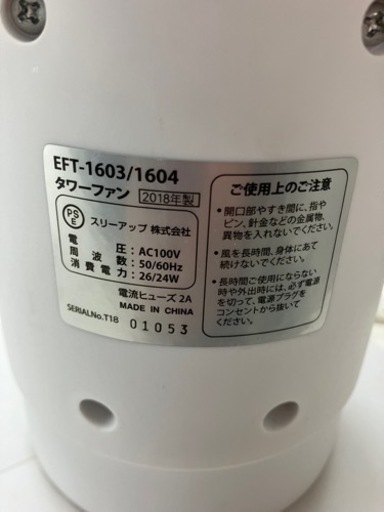 EFT-1603/1604
タワーファン 2018年製
PSE スリーアップ 株式会社
電圧:AC100V
周波数:50/60Hz
消費電力:26/24W
電流ヒューズ 2A
MADE IN CHINA
SERIALNo.T18 01053
ご使用上のご注意
• 開口部やすき間に、指や
ピン、針金などの金属物、
異物を入れないでください。
• 風を長時間、身体にあて
続けないでください。
• 長時間ご使用にならない
時や外出時には、必ず電源
を切って、電源プラグを
コンセントから抜いて
ください。